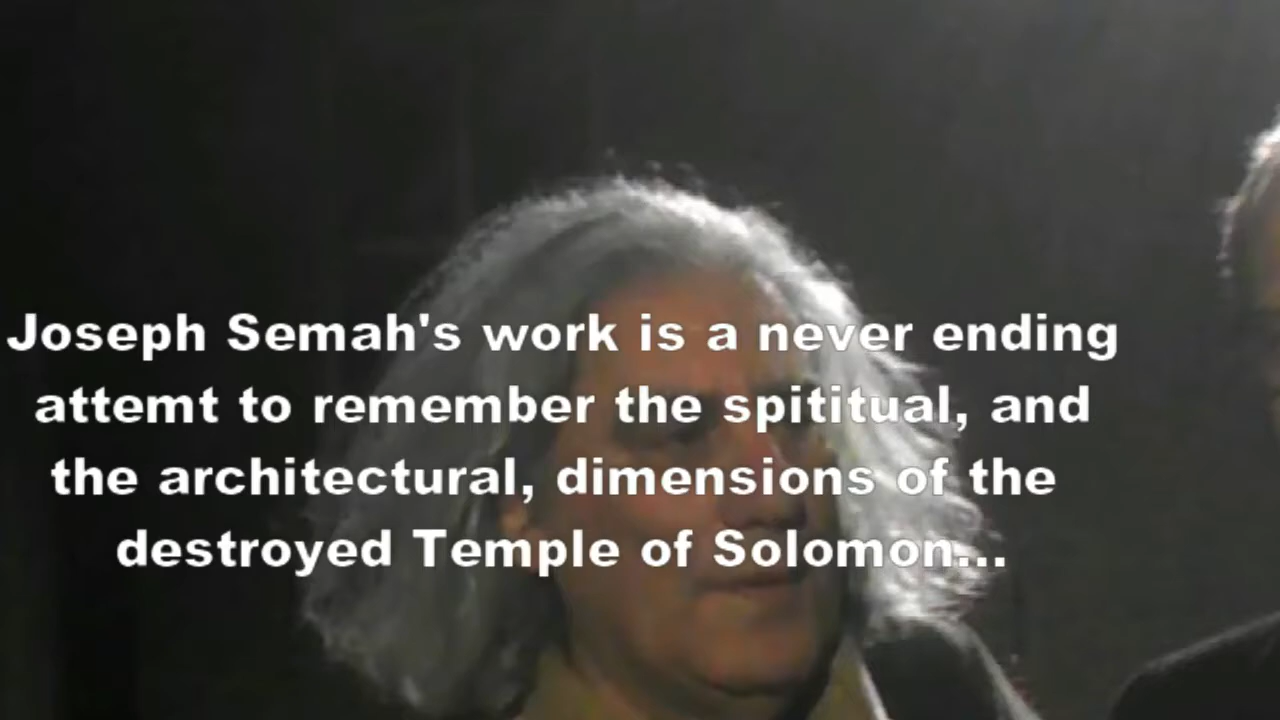 Joseph Semah's work is a never ending
attemt to remember the spititual, and
the architectural, dimensions of the
destroyed Temple of Solomon...